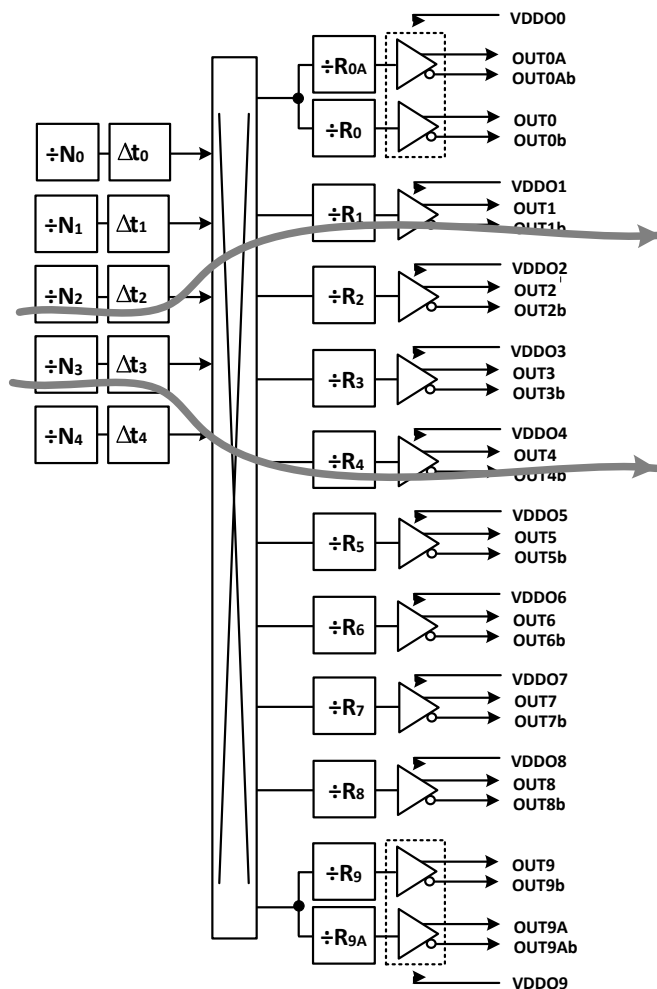 VDDO0
÷R0A
OUT0A
OUT0Ab
÷R0
OUT0
OUT0b
÷N0 Δt0
VDDO1
÷R1
OUT1
OUT1b
÷N1 Δt1
VDDO2
÷N2 Δt2
÷R2
OUT2
OUT2b
÷N3 Δt3
VDDO3
÷R3
OUT3
OUT3b
÷N4 Δt4
VDDO4
÷R4
OUT4
OUT4b
VDDO5
÷R5
OUT5
OUT5b
VDDO6
÷R6
OUT6
OUT6b
VDDO7
÷R7
OUT7
OUT7b
VDDO8
÷R8
OUT8
OUT8b
÷R9
OUT9
OUT9b
÷R9A
OUT9A
OUT9Ab
VDDO9